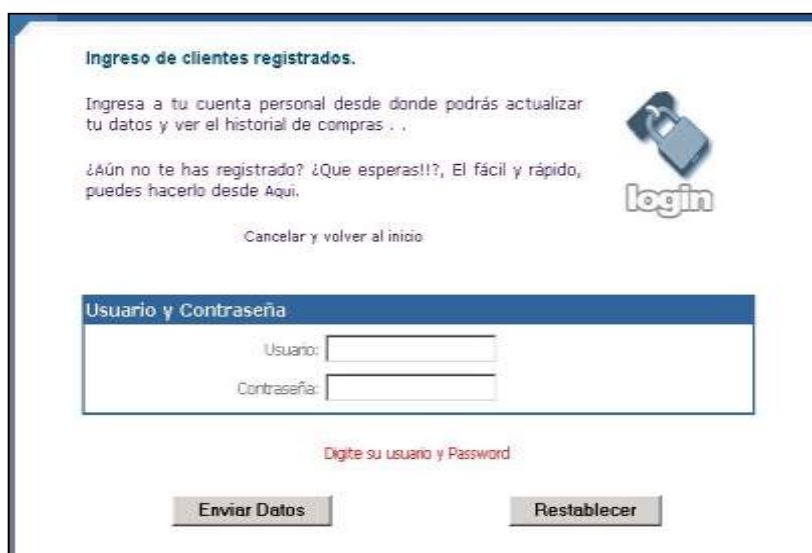 Ingreso de clientes registrados.
Ingresa a tu cuenta personal desde donde podrás actualizar
tu datos y ver el historial de compras . .
¿Aún no te has registrado? ¿Que esperas!!?, El fácil y rápido,
puedes hacerlo desde Aqui.
login
Cancelar y volver al inicio
Usuario y Contraseña
Usuario:
Contraseña:
Digite su usuario y Password
Enviar Datos
Restablecer